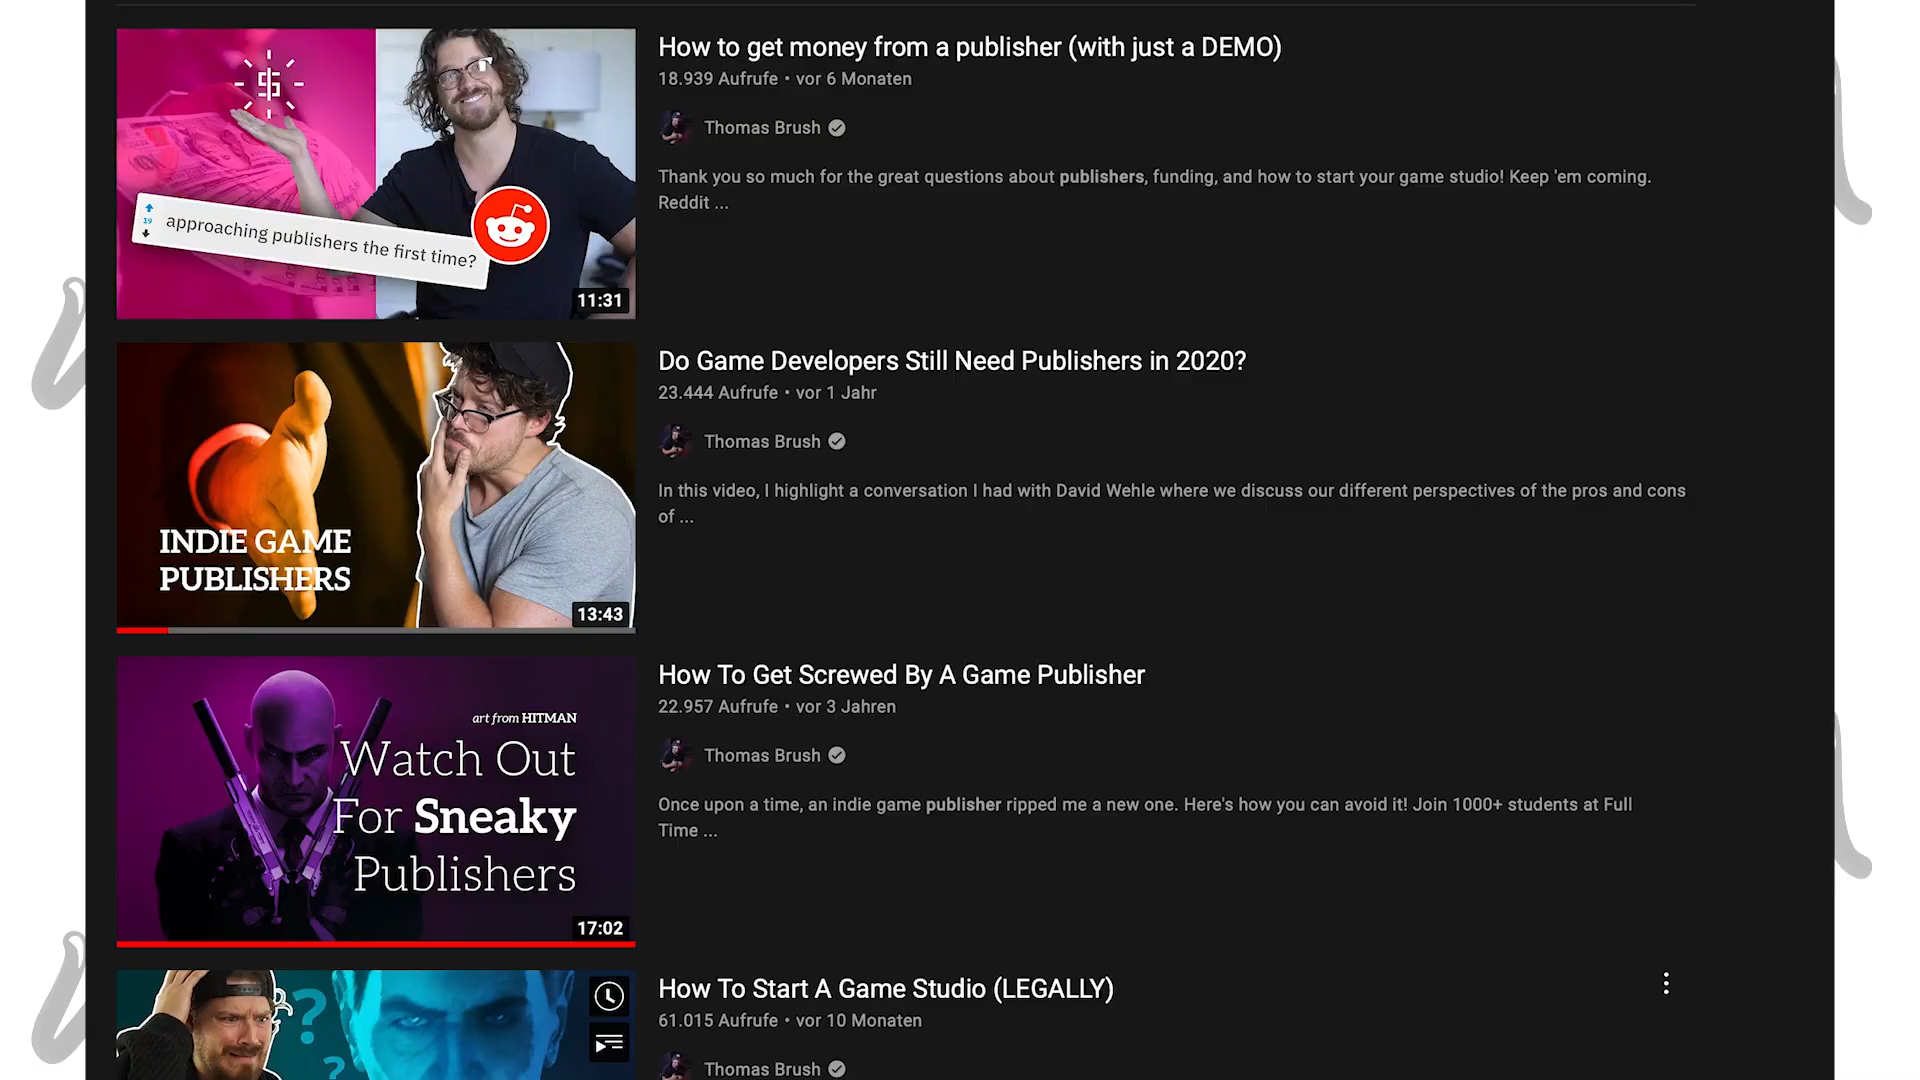 How to get money from a publisher (with just a DEMO)
18.939 Aufrufe • vor 6 Monaten
Thomas Brush
Thank you so much for the great questions about publishers, funding, and how to start your game studio! Keep 'em coming.
Reddit ...
19
approaching publishers the first time?
11:31
Do Game Developers Still Need Publishers in 2020?
23.444 Aufrufe • vor 1 Jahr
Thomas Brush
In this video, I highlight a conversation I had with David Wehle where we discuss our different perspectives of the pros and cons
of ...
INDIE GAME
PUBLISHERS
13:43
How To Get Screwed By A Game Publisher
22.957 Aufrufe • vor 3 Jahren
Thomas Brush
Once upon a time, an indie game publisher ripped me a new one. Here's how you can avoid it! Join 1000+ students at Full
Time ...
art from HITMAN
Watch Out
For Sneaky
Publishers
17:02
How To Start A Game Studio (LEGALLY)
61.015 Aufrufe • vor 10 Monaten
Thomas Brush
? ?